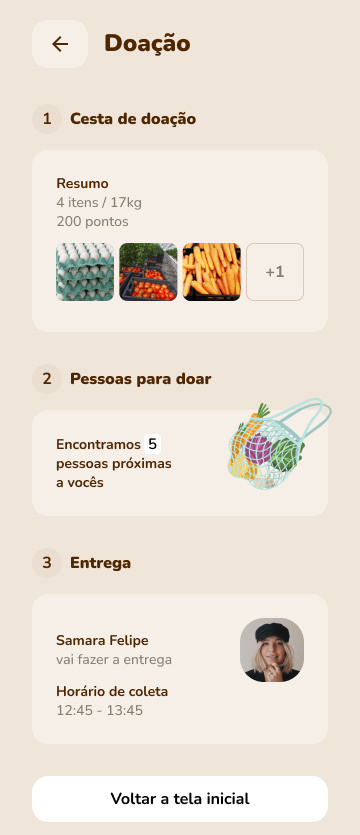 Doação
1 Cesta de doação
Resumo
4 itens / 17kg
200 pontos
+1
2 Pessoas para doar
Encontramos 5
pessoas próximas
a vocês
3 Entrega
Samara Felipe
vai fazer a entrega
Horário de coleta
12:45 - 13:45
Voltar a tela inicial